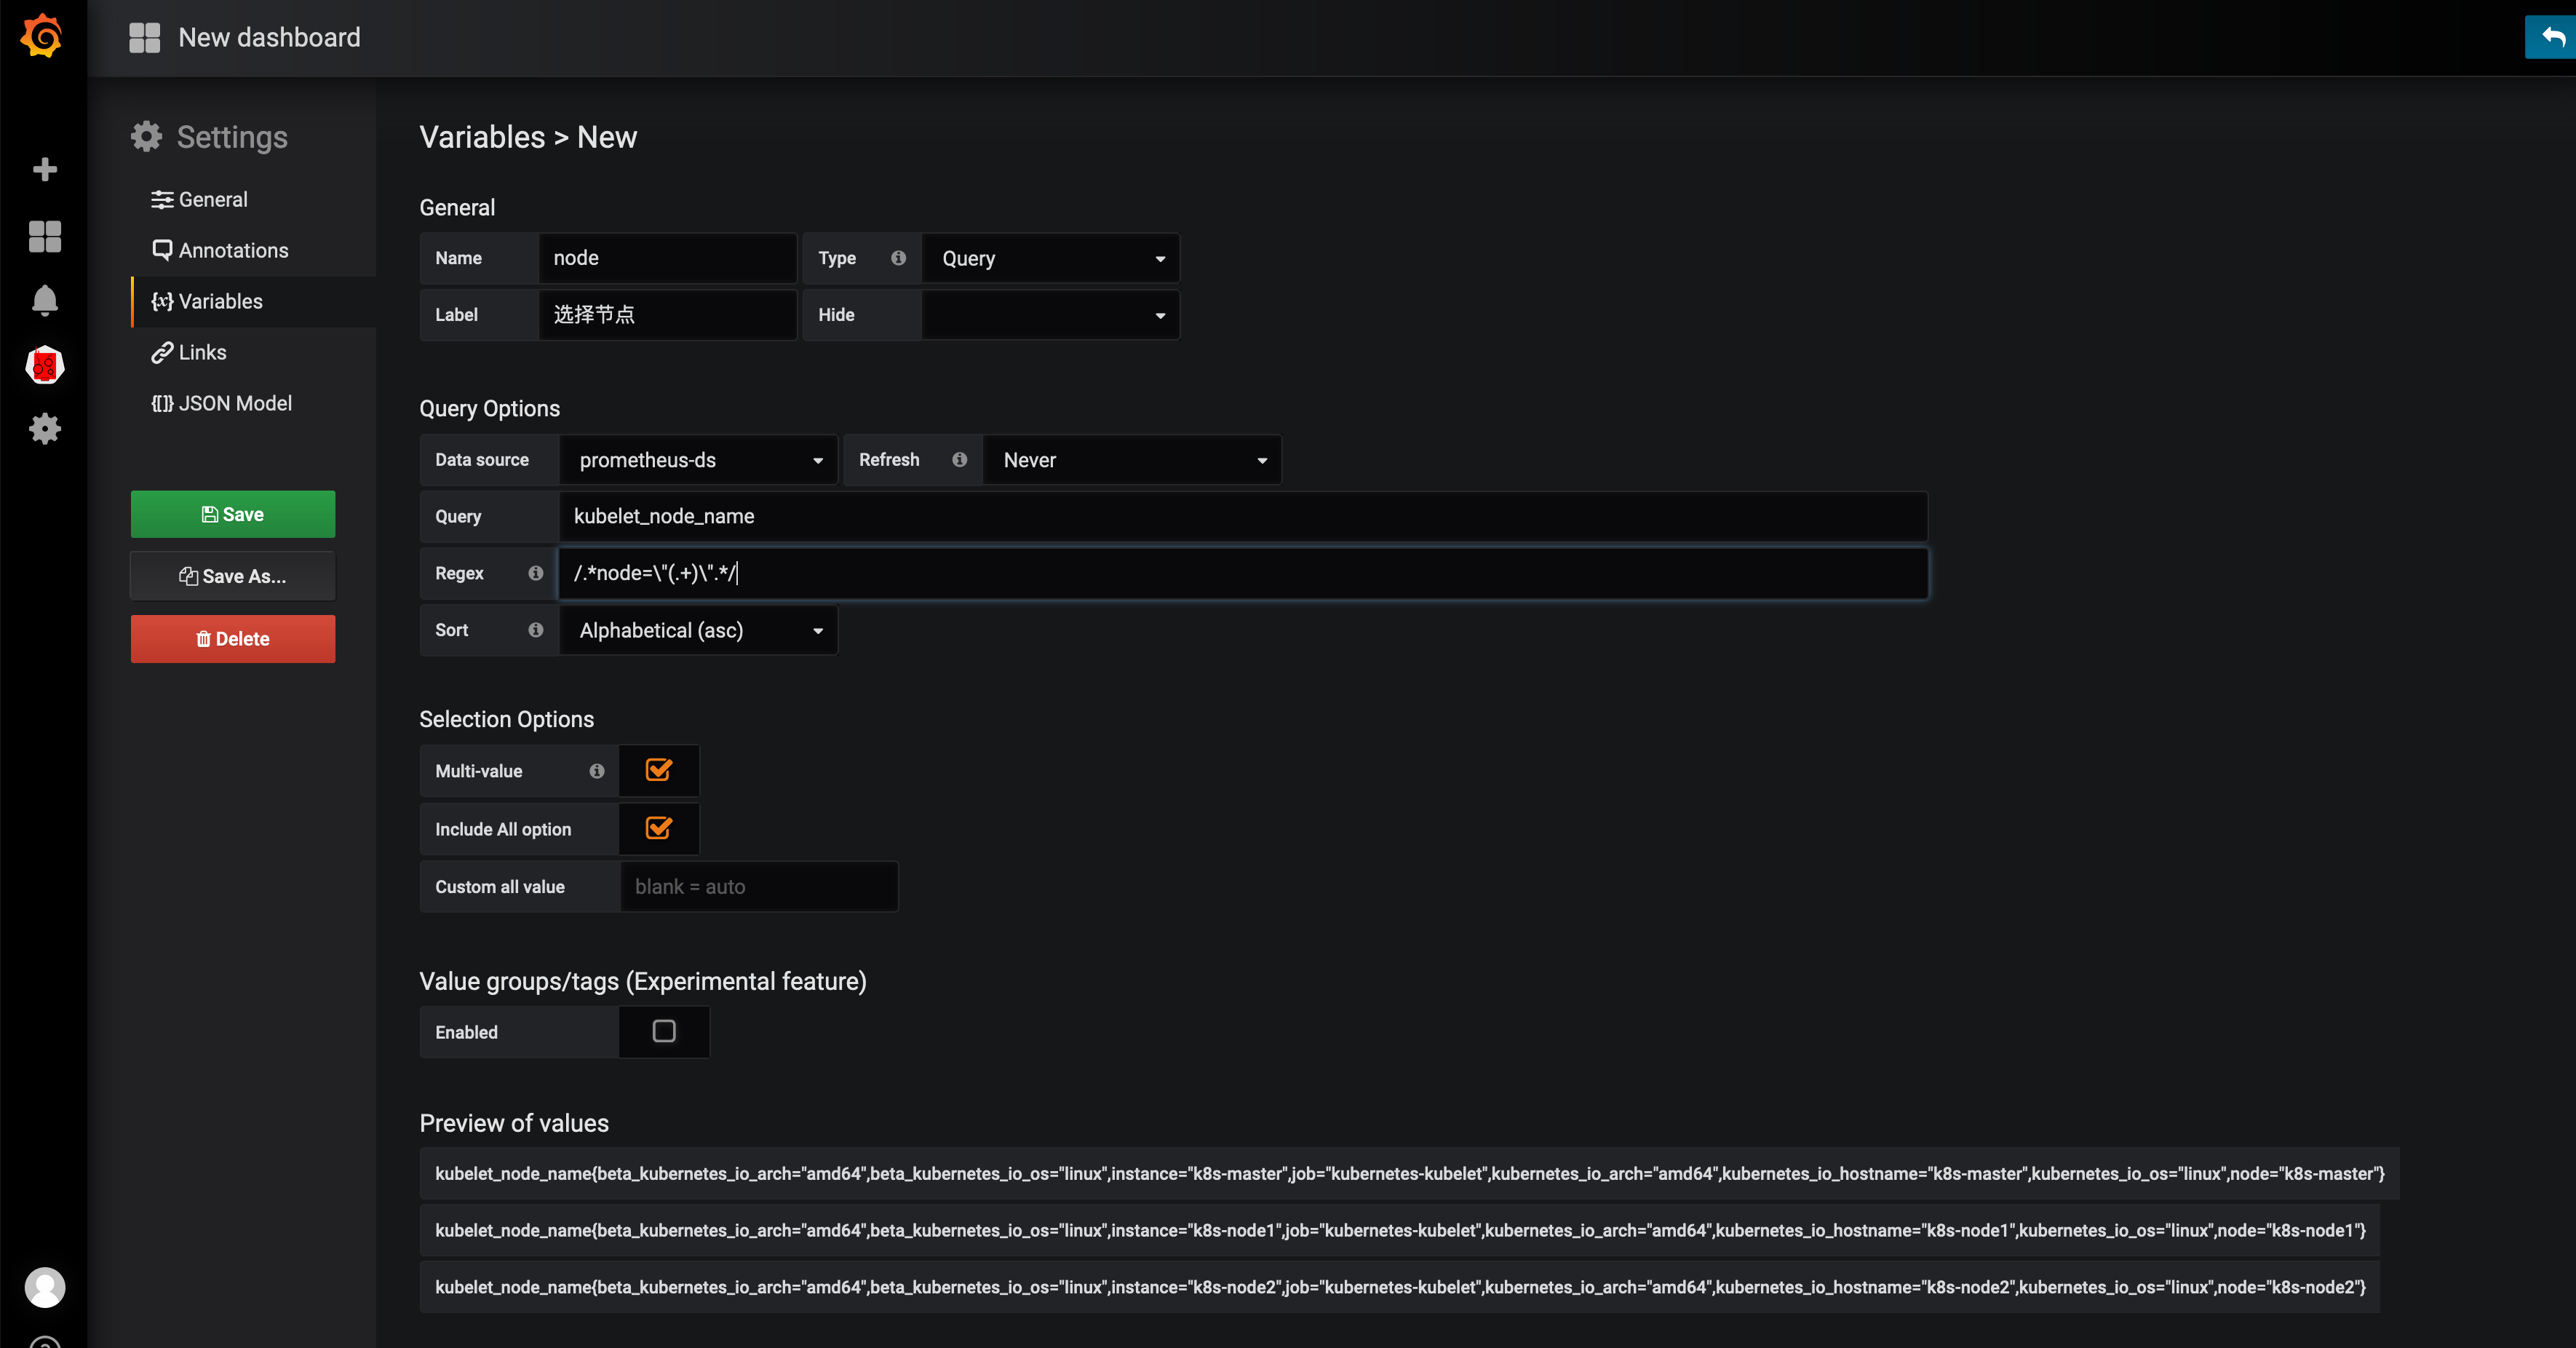 New dashboard
Settings
General
Annotations
{x} Variables
Links
{[]} JSON Model
Save
Save As...
Delete
Variables > New
General
Name node Type Query
Label 选择节点 Hide
Query Options
Data source prometheus-ds Refresh Never
Query kubelet_node_name
Regex /.*node=\"(.+)\".*/
Sort Alphabetical (asc)
Selection Options
Multi-value
Include All option
Custom all value blank = auto
Value groups/tags (Experimental feature)
Enabled
Preview of values
kubelet_node_name{beta_kubernetes_io_arch="amd64",beta_kubernetes_io_os="linux",instance="k8s-master",job="kubernetes-kubelet",kubernetes_io_arch="amd64",kubernetes_io_hostname="k8s-master",kubernetes_io_os="linux",node="k8s-master"}
kubelet_node_name{beta_kubernetes_io_arch="amd64",beta_kubernetes_io_os="linux",instance="k8s-node1",job="kubernetes-kubelet",kubernetes_io_arch="amd64",kubernetes_io_hostname="k8s-node1",kubernetes_io_os="linux",node="k8s-node1"}
kubelet_node_name{beta_kubernetes_io_arch="amd64",beta_kubernetes_io_os="linux",instance="k8s-node2",job="kubernetes-kubelet",kubernetes_io_arch="amd64",kubernetes_io_hostname="k8s-node2",kubernetes_io_os="linux",node="k8s-node2"}